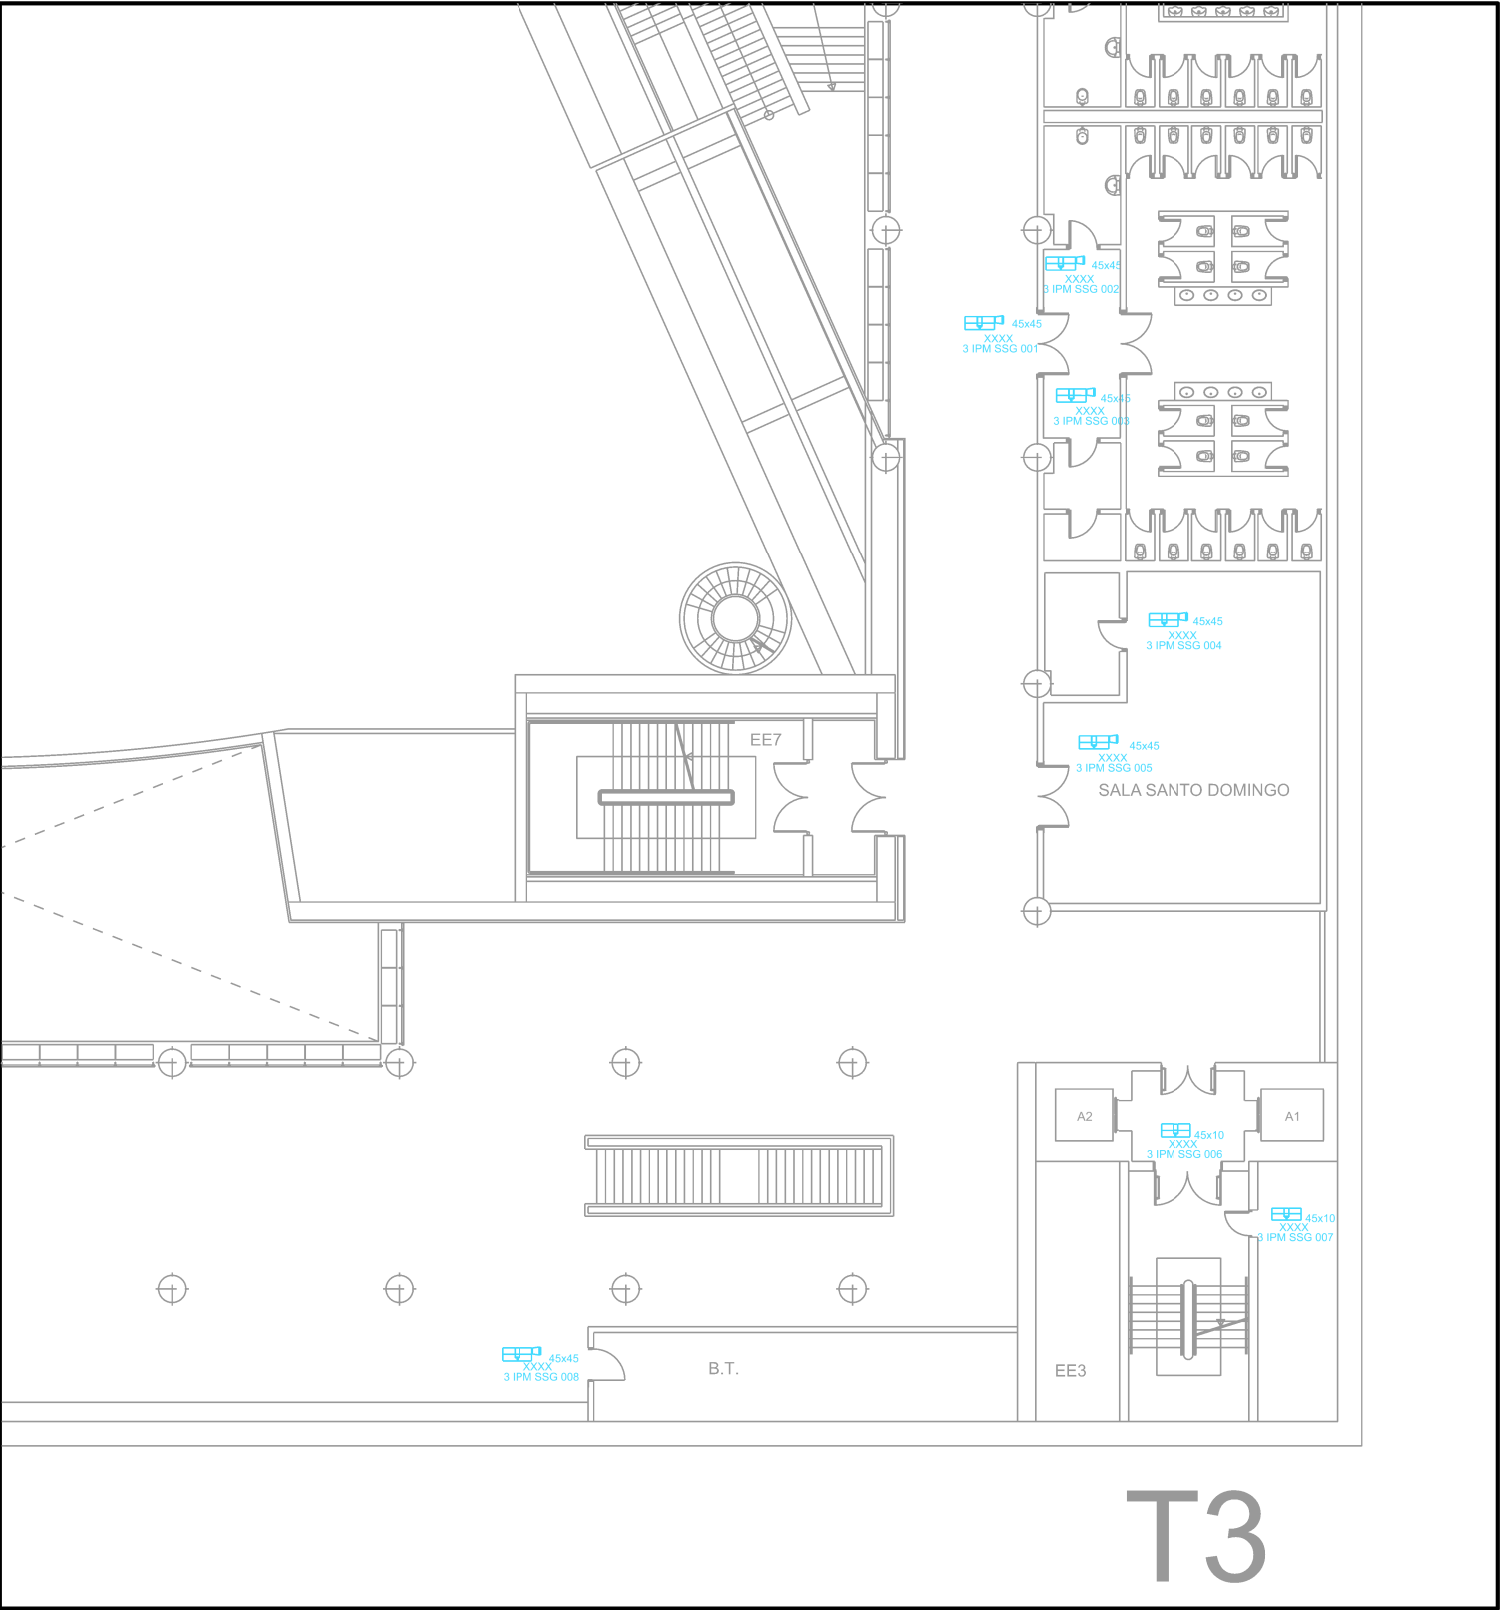 45x45
XXXX
3 IPM SSG 002
45x45
XXXX
3 IPM SSG 001
45x45
XXXX
3 IPM SSG 003
45x45
XXXX
3 IPM SSG 004
EE7
45x45
XXXX
3 IPM SSG 005
SALA SANTO DOMINGO
A2
A1
45x10
XXXX
3 IPM SSG 006
45x10
XXXX
3 IPM SSG 007
45x45
XXXX
3 IPM SSG 008
B.T.
EE3
T3